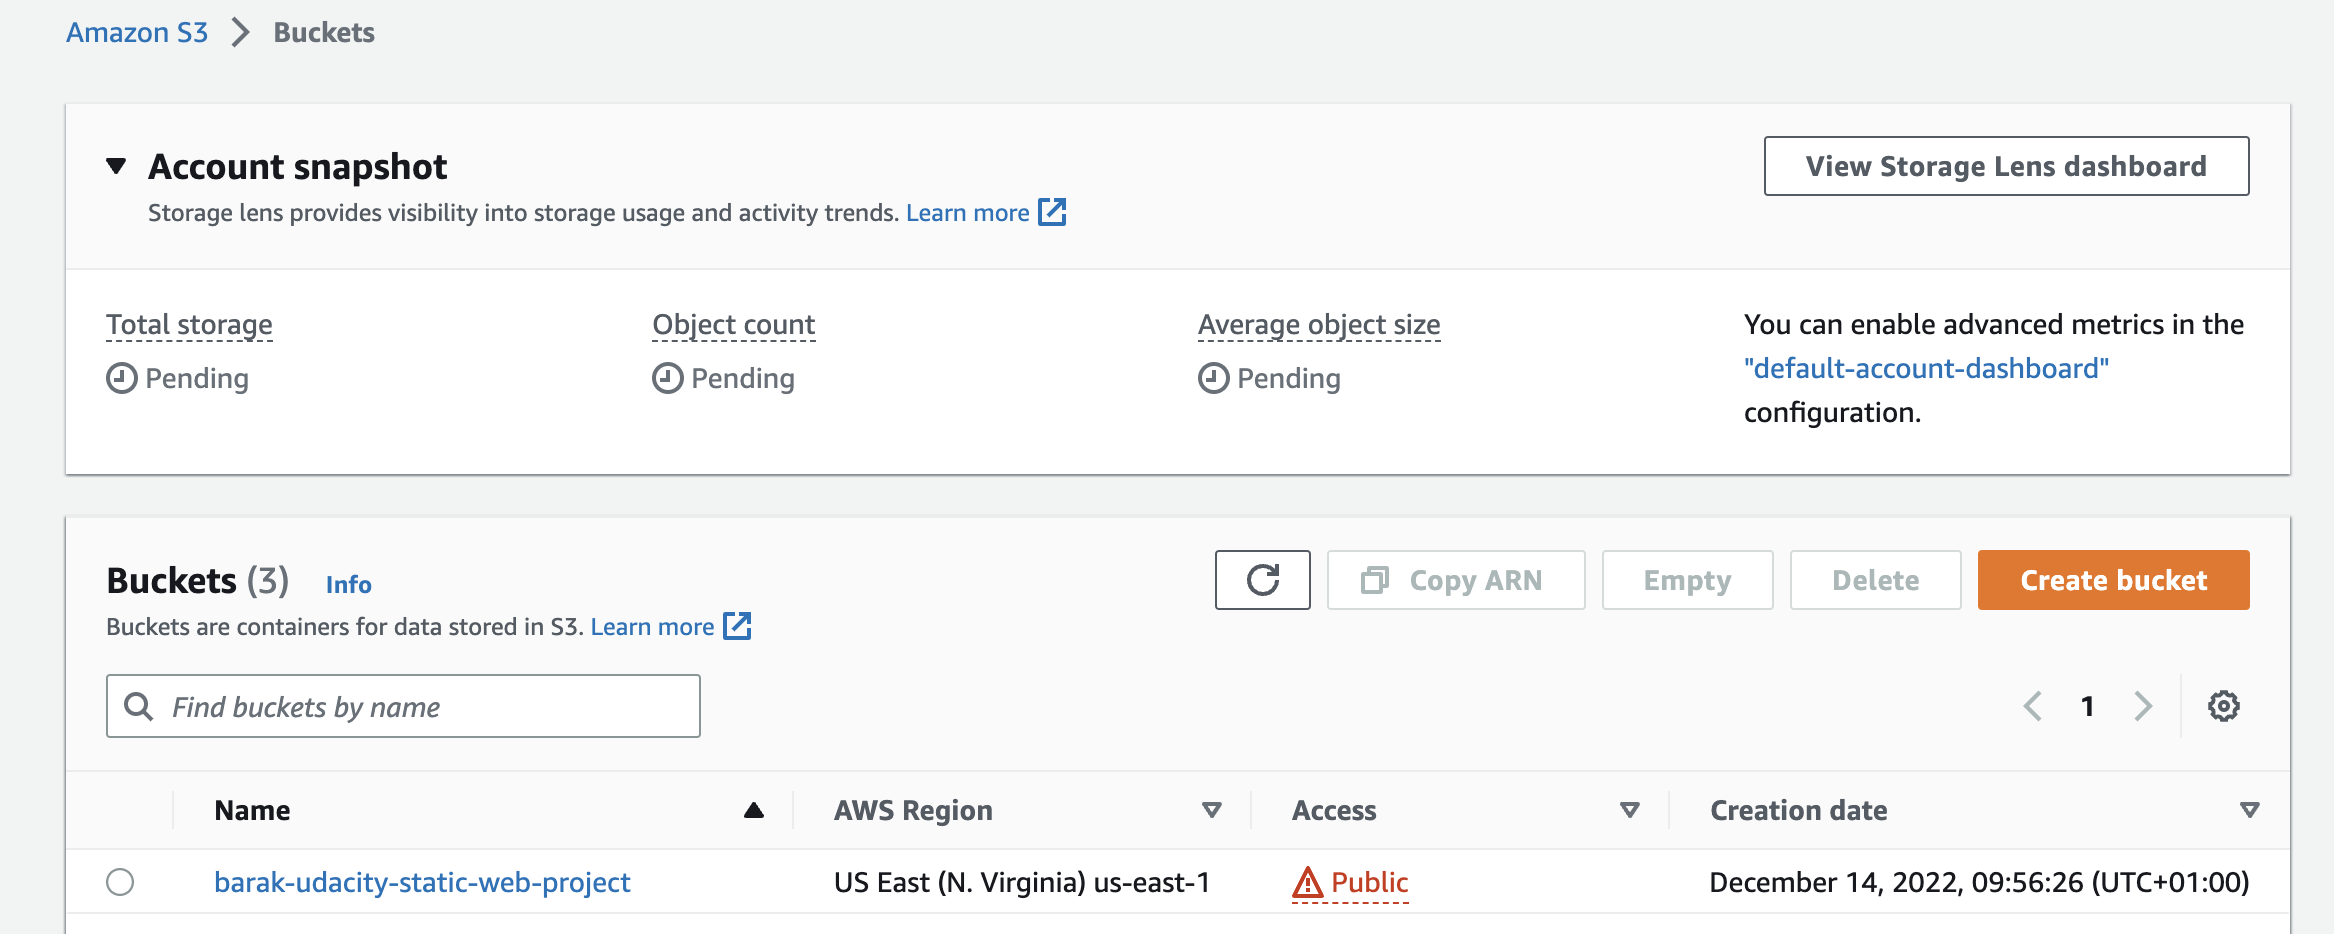 Amazon S3 > Buckets
Account snapshot
View Storage Lens dashboard
Storage lens provides visibility into storage usage and activity trends. Learn more
Total storage
Pending
Object count
Pending
Average object size
Pending
You can enable advanced metrics in the
"default-account-dashboard"
configuration.
Buckets (3) Info
Copy ARN
Empty
Delete
Create bucket
Buckets are containers for data stored in S3. Learn more
Find buckets by name
1
Name AWS Region Access Creation date
barak-udacity-static-web-project US East (N. Virginia) us-east-1 Public December 14, 2022, 09:56:26 (UTC+01:00)